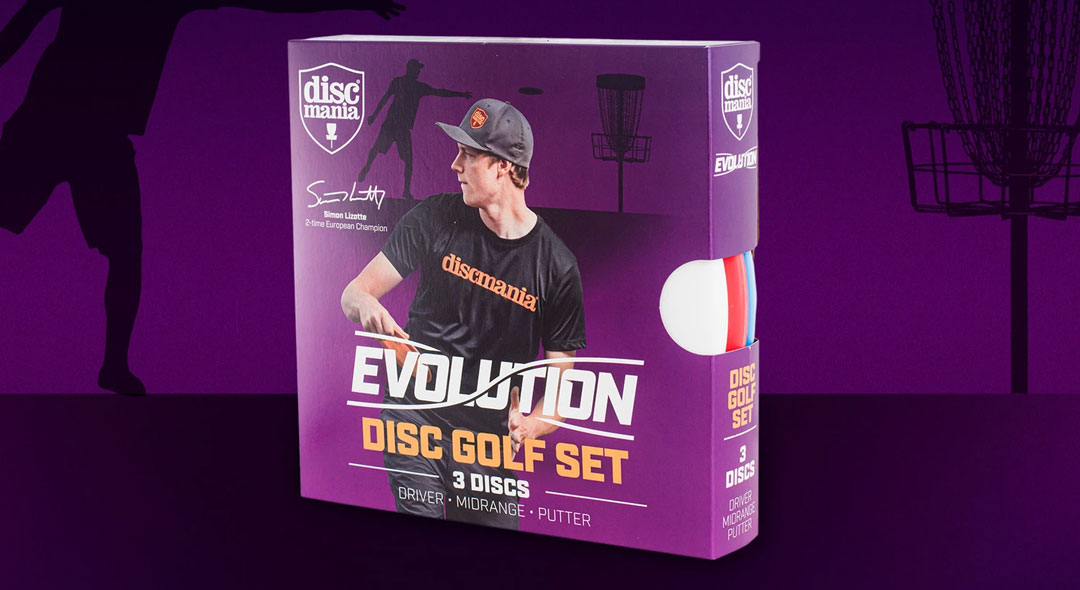 disc
mania
Simon Lizotte
2-time European Champion
discmania
EVOLUTION
DISC GOLF SET
3 DISCS
DRIVER • MIDRANGE • PUTTER
disc
mania
EVOLUTION
DISC
GOLF
SET
3
DISCS
DRIVER
MIDRANGE
PUTTER